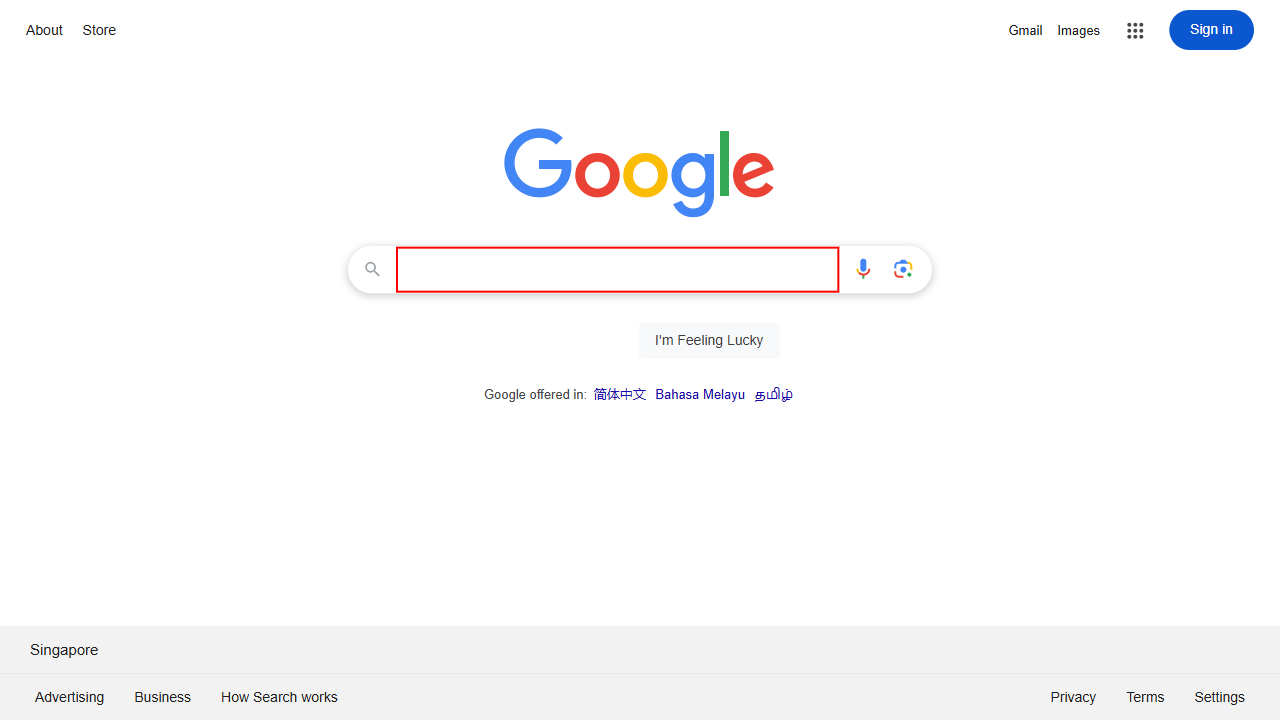 About Store Gmail Images Sign in
Google
I'm Feeling Lucky
Google offered in: 简体中文 Bahasa Melayu தமிழ்
Singapore
Advertising Business How Search works Privacy Terms Settings